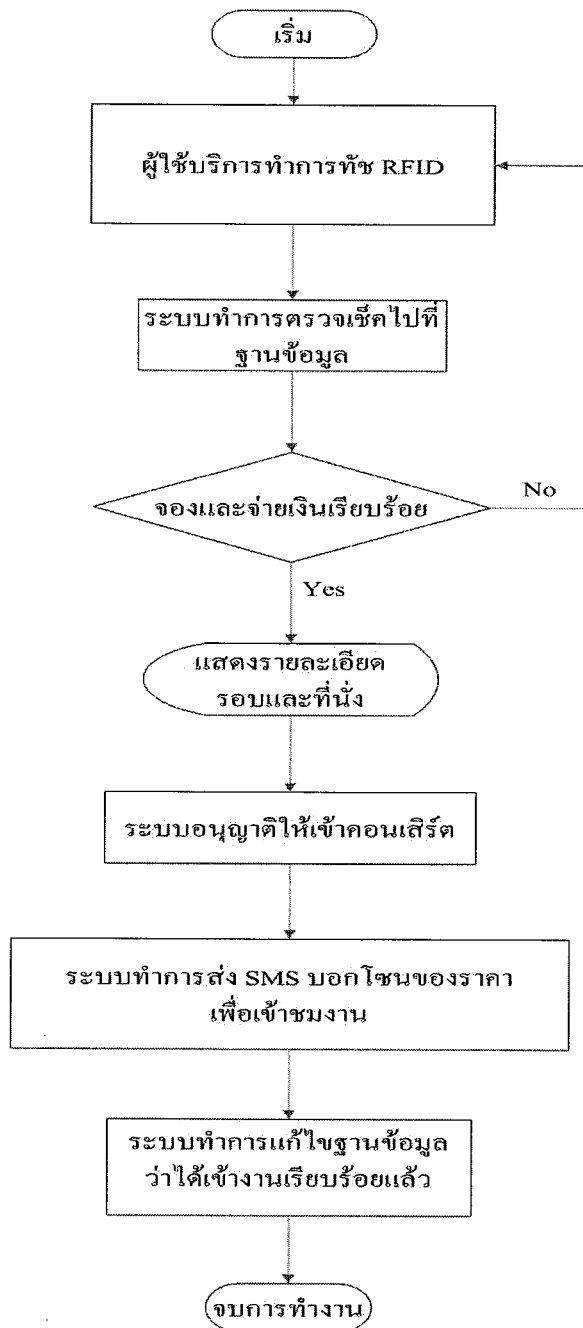 เริ่ม
ผู้ใช้บริการทำการทัช RFID
ระบบทำการตรวจเช็คไปที่
ฐานข้อมูล
จองและจ่ายเงินเรียบร้อย
No
Yes
แสดงรายละเอียด
รอบและที่นั่ง
ระบบอนุญาติให้เข้าคอนเสิร์ต
ระบบทำการส่ง SMS บอกโซนของราคา
เพื่อเข้าชมงาน
ระบบทำการแก้ไขฐานข้อมูล
ว่าได้เข้างานเรียบร้อยแล้ว
จบการทำงาน